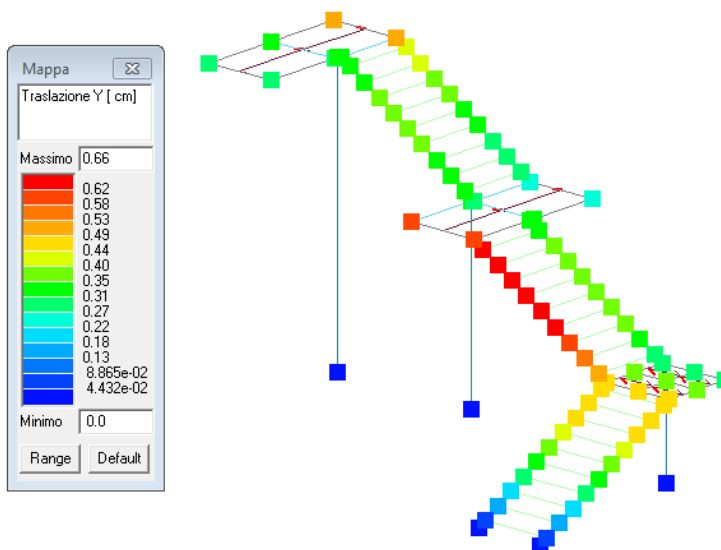 Mappa
Traslazione Y [ cm]
Massimo 0.66
0.62
0.58
0.53
0.49
0.44
0.40
0.35
0.31
0.27
0.22
0.18
0.13
8.865e-02
4.432e-02
Minimo 0.0
Range Default